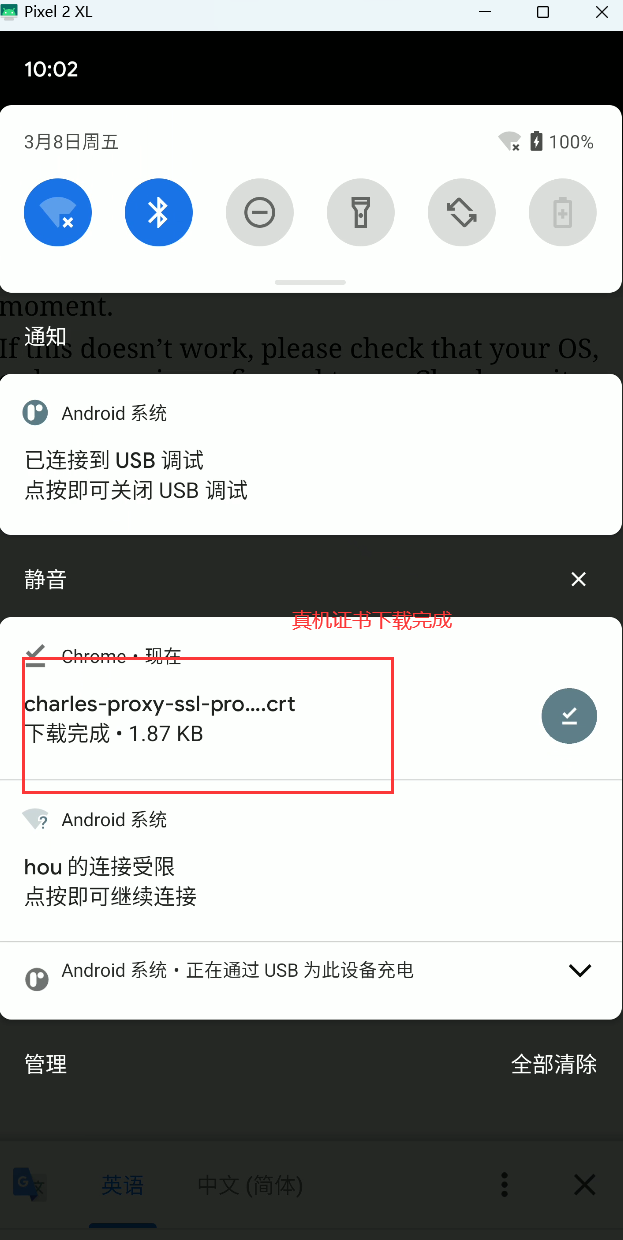 Pixel 2 XL
10:02
3月8日周五
100%
moment.
通知
If this doesn't work, please check that your OS,
Android 系统
已连接到 USB 调试
点按即可关闭 USB 调试
静音
真机证书下载完成
Chrome • 现在
charles-proxy-ssl-pro....crt
下载完成 • 1.87 KB
Android 系统
hou 的连接受限
点按即可继续连接
Android 系统 • 正在通过 USB 为此设备充电
管理
全部清除
英语
中文 (简体)